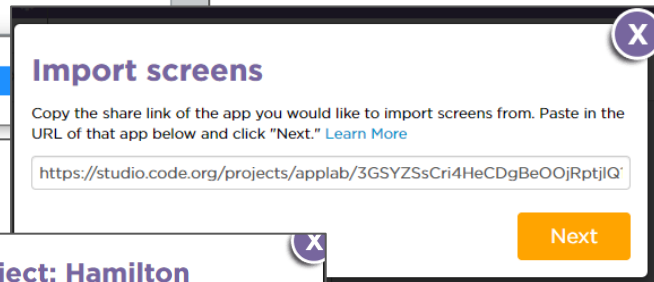 X
Import screens
Copy the share link of the app you would like to import screens from. Paste in the
URL of that app below and click "Next." Learn More
https://studio.code.org/projects/applab/3GSYZSsCri4HeCDgBeOOjRptjIQ
Next
X
ject: Hamilton